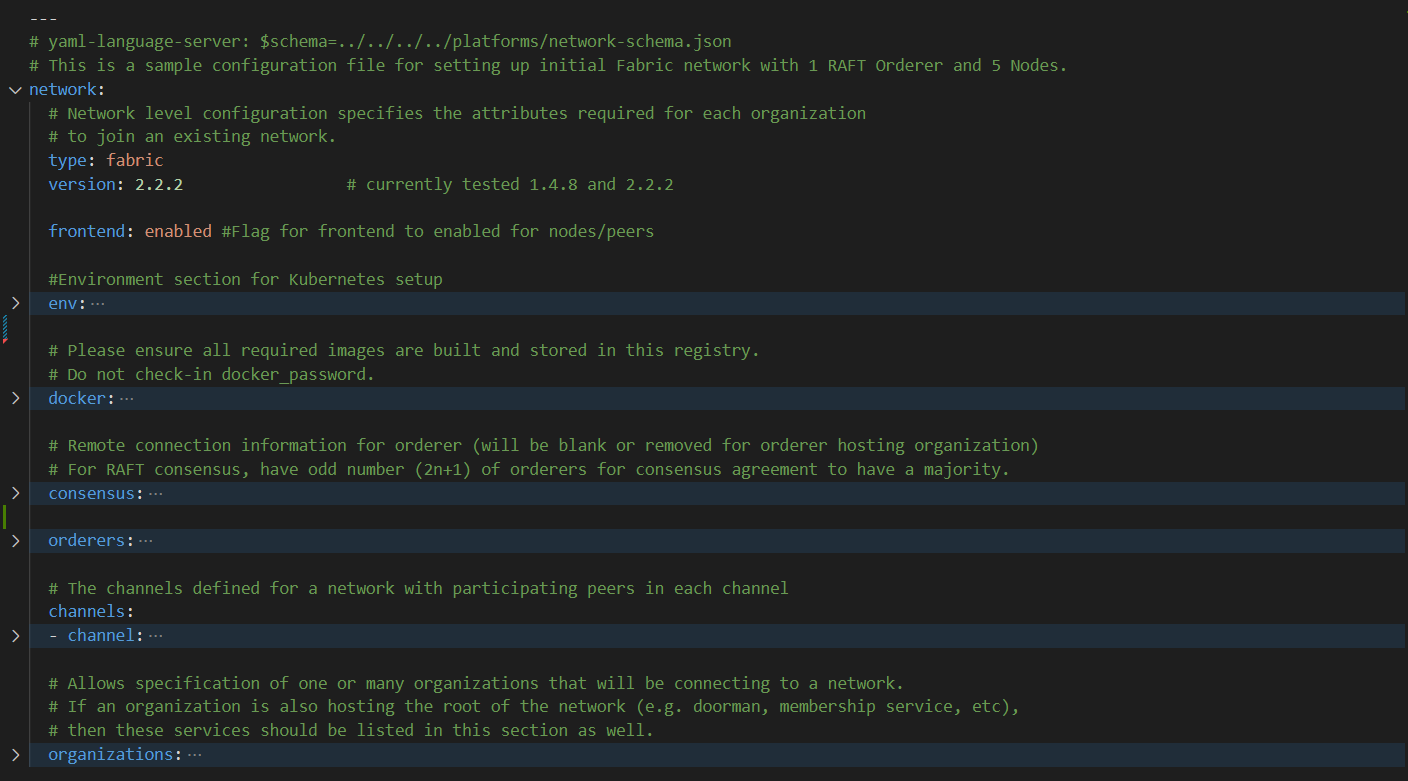 ---
# yaml-language-server: $schema=../../../../platforms/network-schema.json
# This is a sample configuration file for setting up initial Fabric network with 1 RAFT Orderer and 5 Nodes.
network:
# Network level configuration specifies the attributes required for each organization
# to join an existing network.
type: fabric
version: 2.2.2 # currently tested 1.4.8 and 2.2.2
frontend: enabled #Flag for frontend to enabled for nodes/peers
#Environment section for Kubernetes setup
env:···
# Please ensure all required images are built and stored in this registry.
# Do not check-in docker_password.
docker:···
# Remote connection information for orderer (will be blank or removed for orderer hosting organization)
# For RAFT consensus, have odd number (2n+1) of orderers for consensus agreement to have a majority.
consensus:···
orderers:···
# The channels defined for a network with participating peers in each channel
channels:
- channel:···
# Allows specification of one or many organizations that will be connecting to a network.
# If an organization is also hosting the root of the network (e.g. doorman, membership service, etc),
# then these services should be listed in this section as well.
organizations:···